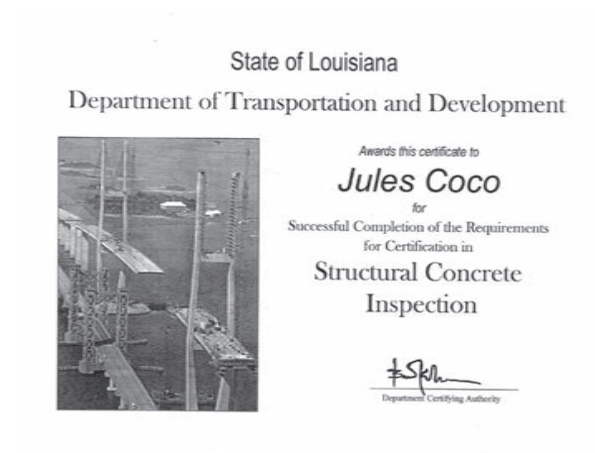 State of Louisiana
Department of Transportation and Development
Awards this certificate to
Jules Coco
for
Successful Completion of the Requirements
for Certification in
Structural Concrete
Inspection
Department Certifying Authority